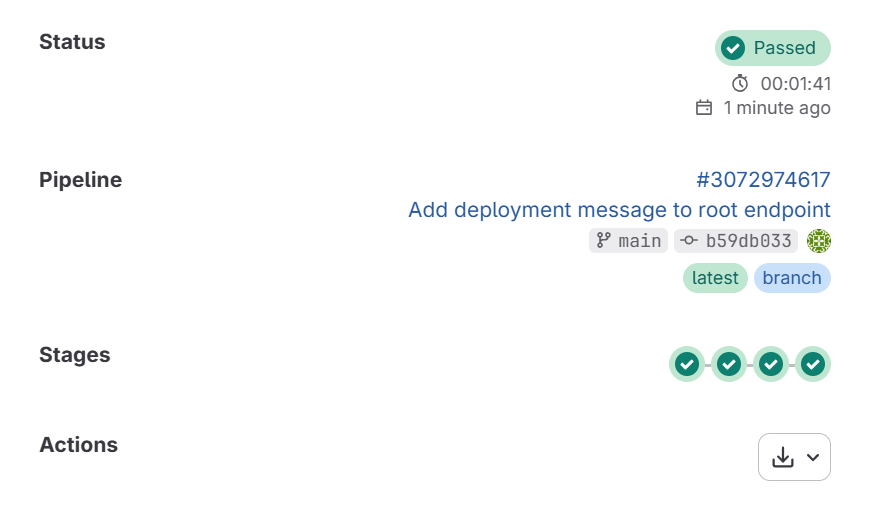 Status
Passed
00:01:41
1 minute ago
Pipeline
#3072974617
Add deployment message to root endpoint
main b59db033
latest branch
Stages
Actions